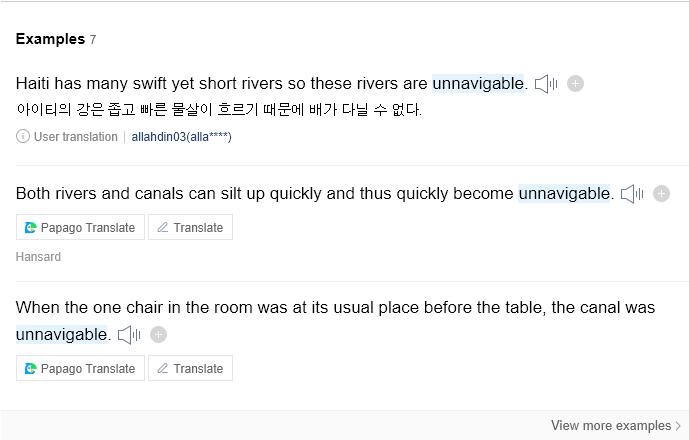 Examples 7
Haiti has many swift yet short rivers so these rivers are unnavigable.
아이티의 강은 좁고 빠른 물살이 흐르기 때문에 배가 다닐 수 없다.
User translation | allahdin03(alla****)
Both rivers and canals can silt up quickly and thus quickly become unnavigable.
Papago Translate Translate
Hansard
When the one chair in the room was at its usual place before the table, the canal was
unnavigable.
Papago Translate Translate
View more examples >